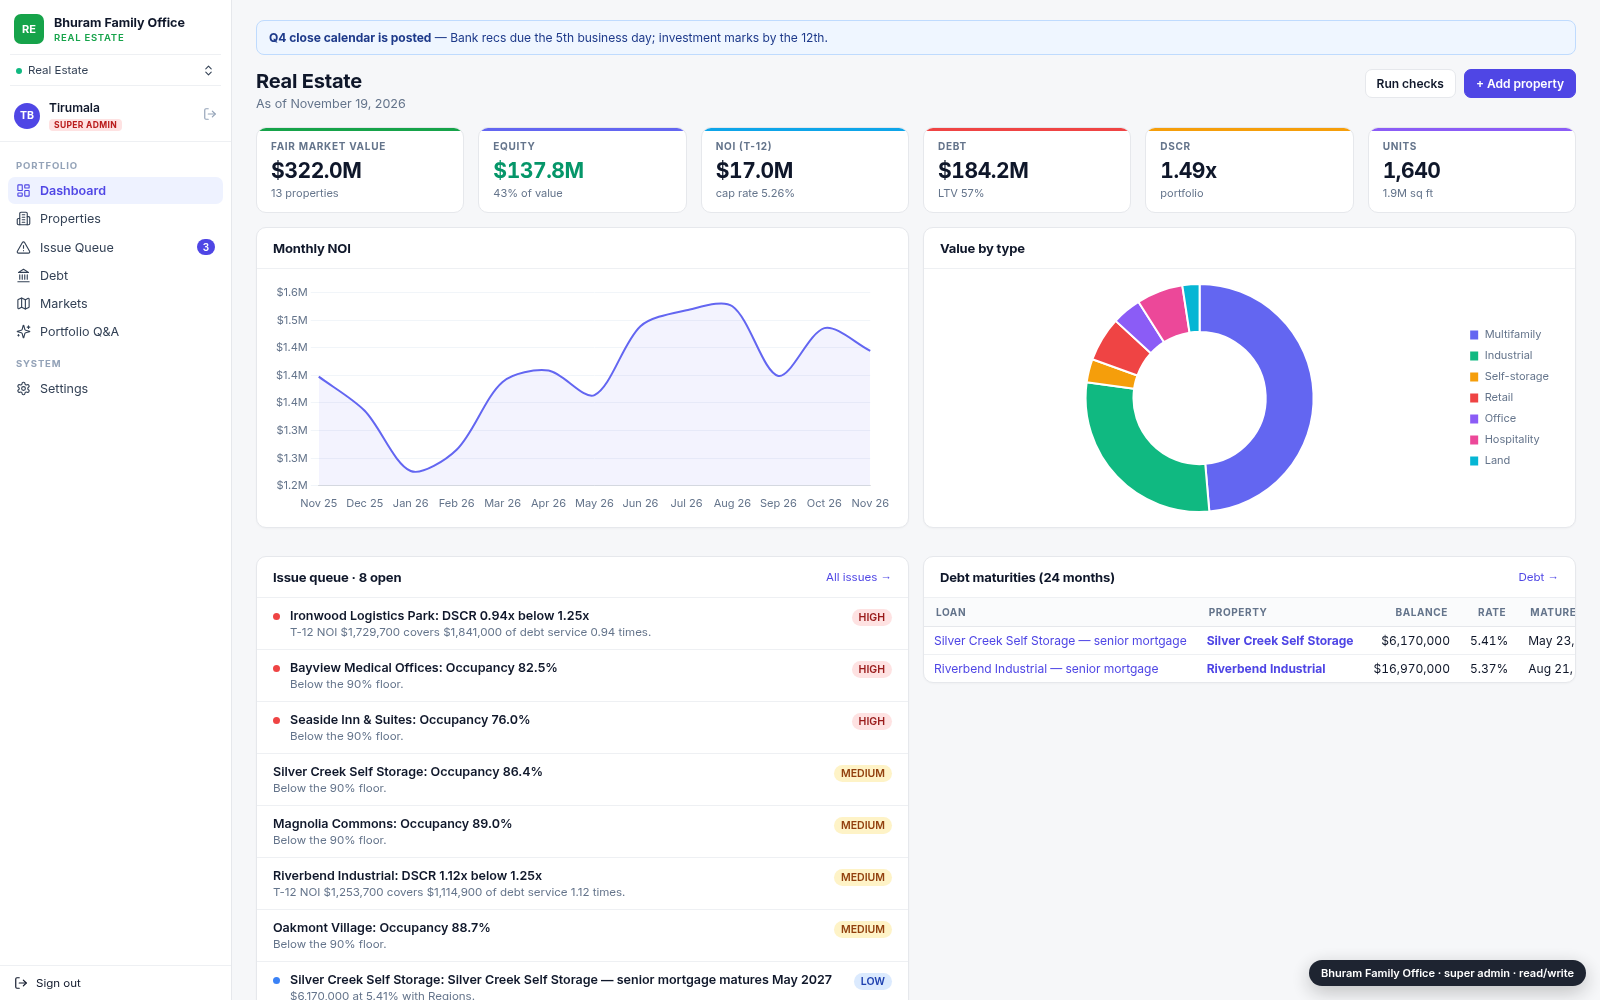 RE
Bhuram Family Office
REAL ESTATE
Real Estate
TB
Tirumala
SUPER ADMIN
PORTFOLIO
Dashboard
Properties
Issue Queue
3
Debt
Markets
Portfolio Q&A
SYSTEM
Settings
Sign out
Q4 close calendar is posted — Bank recs due the 5th business day; investment marks by the 12th.
Real Estate
As of November 19, 2026
Run checks
+ Add property
FAIR MARKET VALUE
$322.0M
13 properties
EQUITY
$137.8M
43% of value
NOI (T-12)
$17.0M
cap rate 5.26%
DEBT
$184.2M
LTV 57%
DSCR
1.49x
portfolio
UNITS
1,640
1.9M sq ft
Monthly NOI
$1.6M
$1.5M
$1.4M
$1.4M
$1.4M
$1.3M
$1.3M
$1.2M
Nov 25 Dec 25 Jan 26 Feb 26 Mar 26 Apr 26 May 26 Jun 26 Jul 26 Aug 26 Sep 26 Oct 26 Nov 26
Value by type
Multifamily
Industrial
Self-storage
Retail
Office
Hospitality
Land
Issue queue · 8 open
All issues →
Ironwood Logistics Park: DSCR 0.94x below 1.25x
HIGH
T-12 NOI $1,729,700 covers $1,841,000 of debt service 0.94 times.
Bayview Medical Offices: Occupancy 82.5%
HIGH
Below the 90% floor.
Seaside Inn & Suites: Occupancy 76.0%
HIGH
Below the 90% floor.
Silver Creek Self Storage: Occupancy 86.4%
MEDIUM
Below the 90% floor.
Magnolia Commons: Occupancy 89.0%
MEDIUM
Below the 90% floor.
Riverbend Industrial: DSCR 1.12x below 1.25x
MEDIUM
T-12 NOI $1,253,700 covers $1,114,900 of debt service 1.12 times.
Oakmont Village: Occupancy 88.7%
MEDIUM
Below the 90% floor.
Silver Creek Self Storage: Silver Creek Self Storage — senior mortgage matures May 2027
LOW
$6,170,000 at 5.41% with Regions.
Debt maturities (24 months)
Debt →
LOAN PROPERTY BALANCE RATE MATURE
Silver Creek Self Storage — senior mortgage Silver Creek Self Storage $6,170,000 5.41% May 23,
Riverbend Industrial — senior mortgage Riverbend Industrial $16,970,000 5.37% Aug 21,
Bhuram Family Office · super admin · read/write